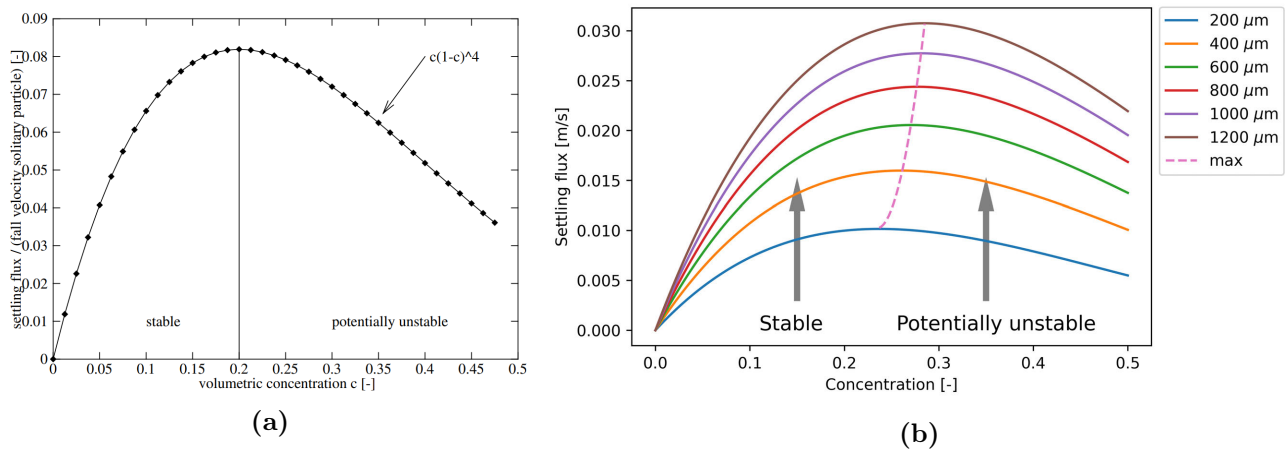 0.09
0.08
0.07
0.06
0.05
0.04
0.03
0.02
0.01
0
settling flux / (fall velocity solitary particle) [-]
c(1-c)^4
stable
potentially unstable
0 0.05 0.1 0.15 0.2 0.25 0.3 0.35 0.4 0.45 0.5
volumetric concentration c [-]
(a)
0.030
0.025
0.020
0.015
0.010
0.005
0.000
Settling flux [m/s]
Stable
Potentially unstable
0.0 0.1 0.2 0.3 0.4 0.5
Concentration [-]
200 μm
400 μm
600 μm
800 μm
1000 μm
1200 μm
max
(b)